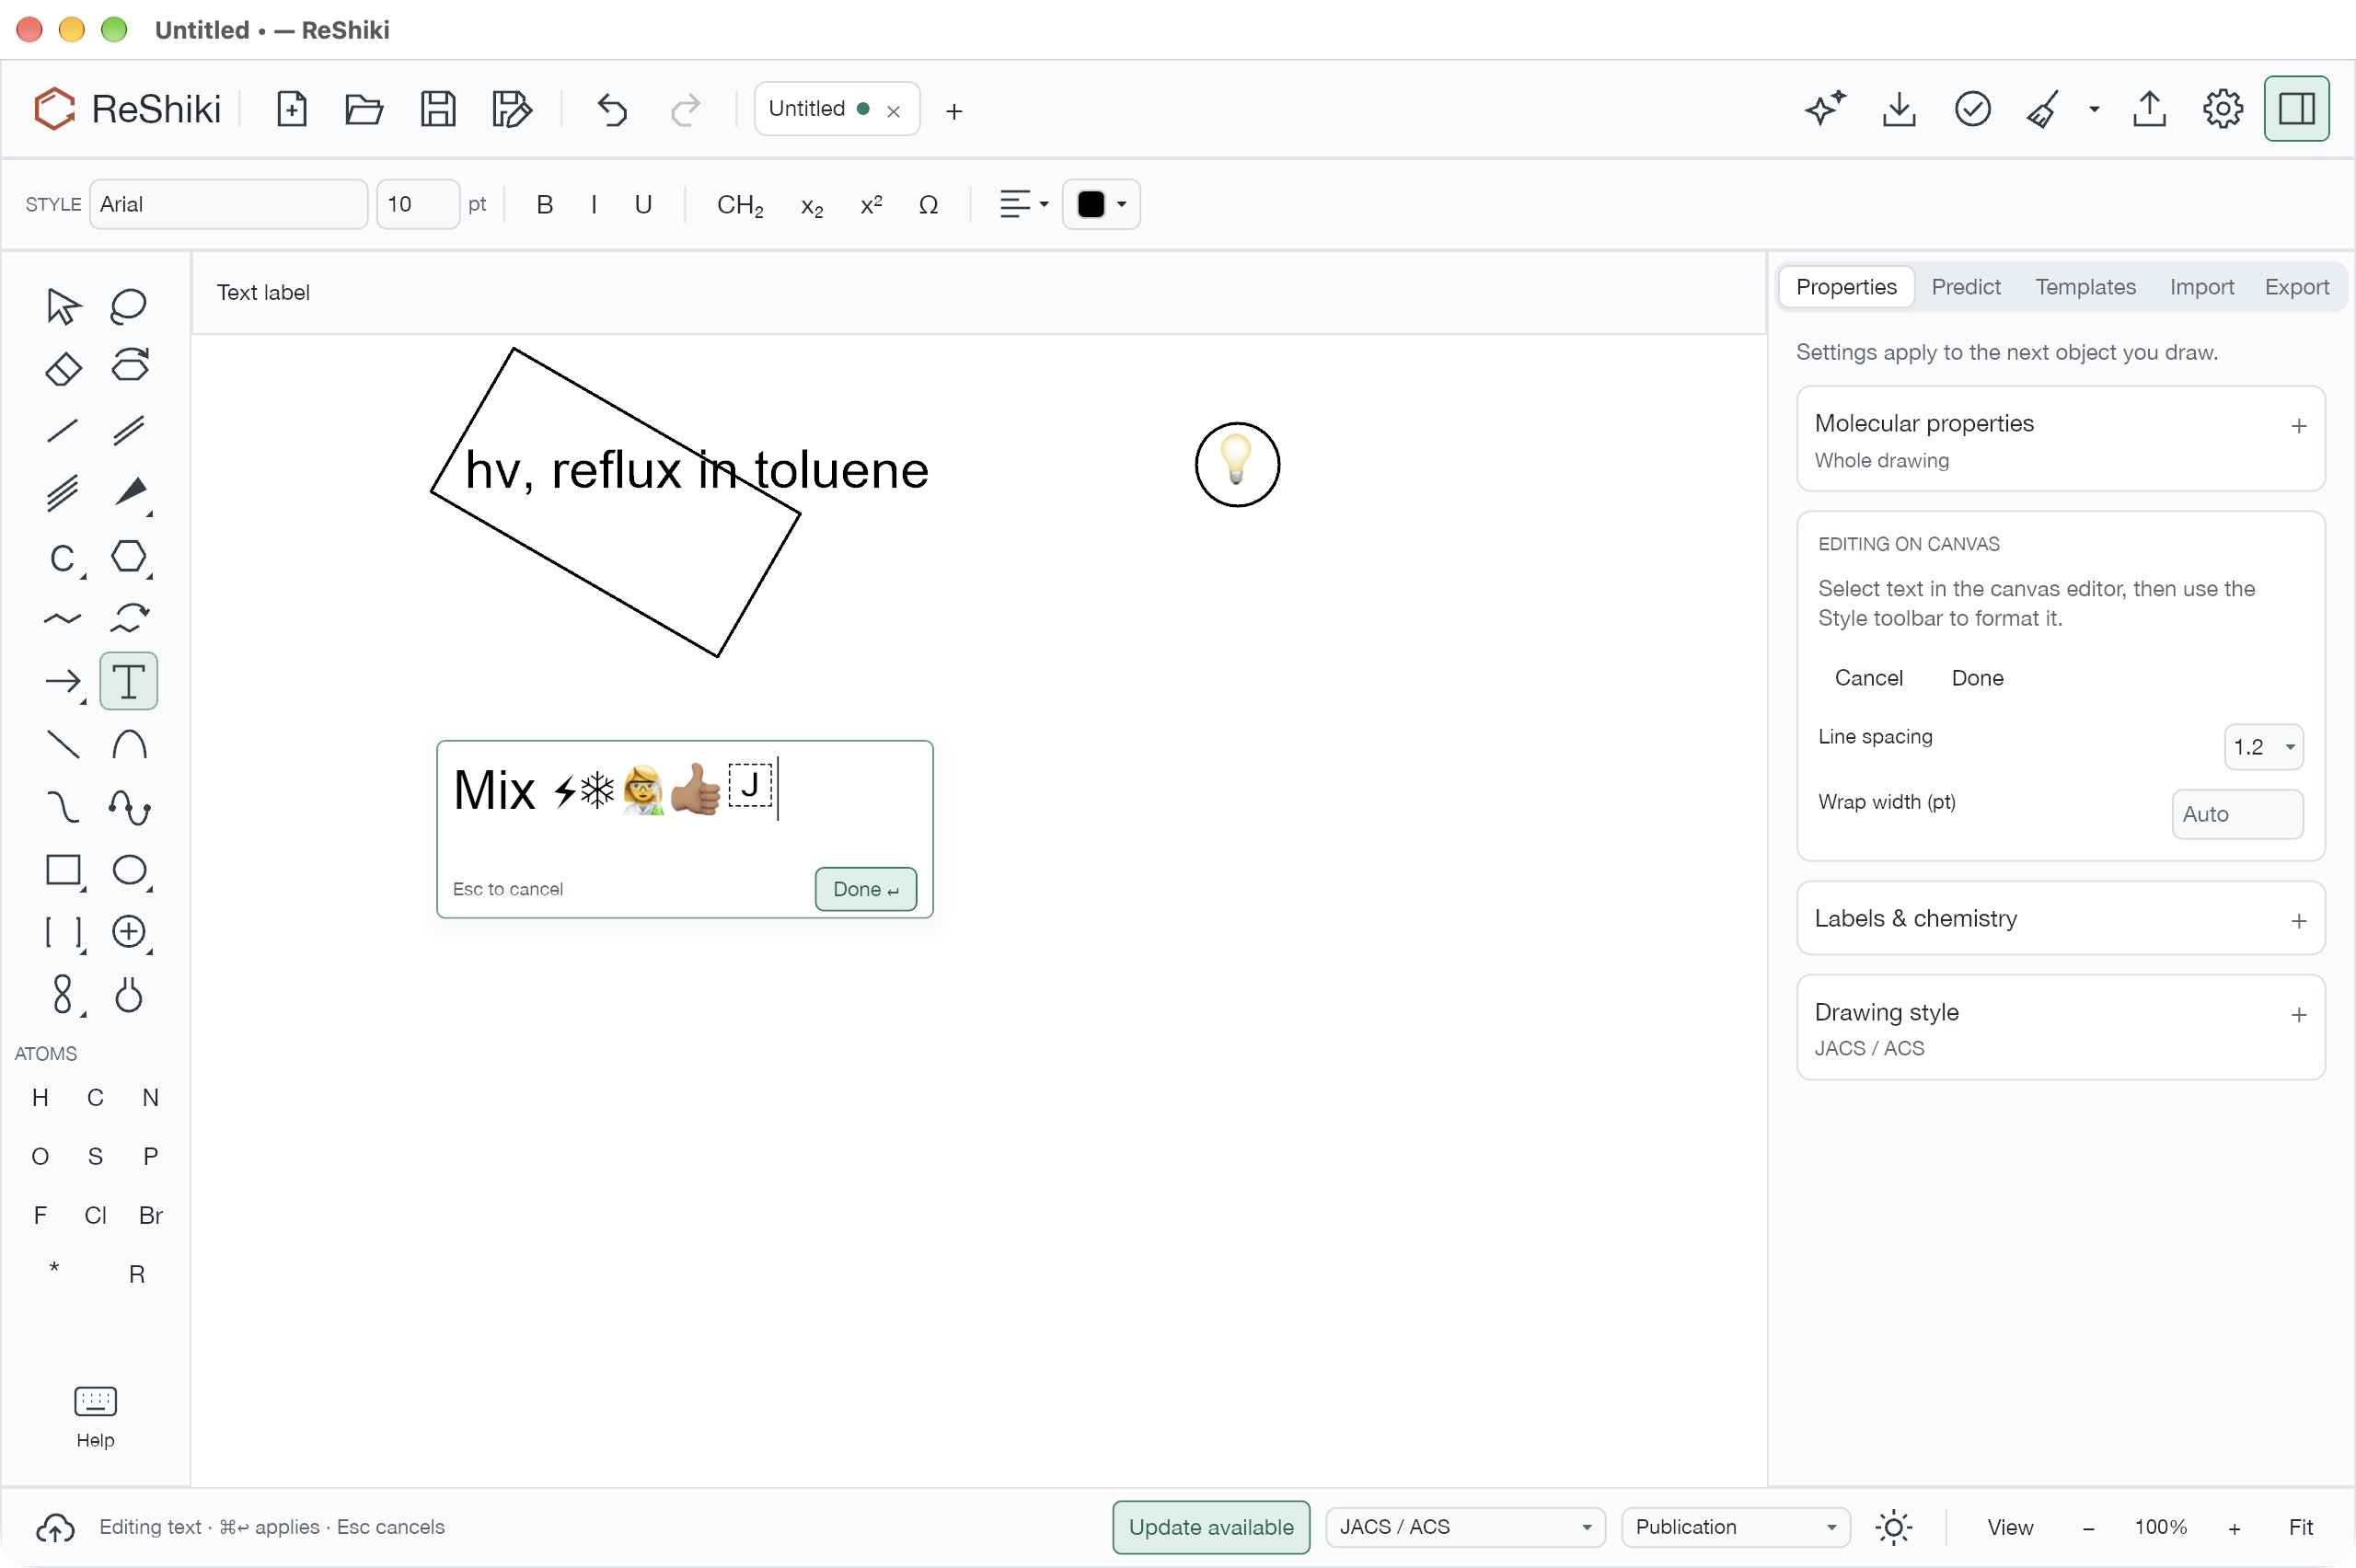 Untitled • — ReShiki
ReShiki
Untitled
STYLE Arial 10 pt B I U CH₂ x₂ x² Ω
Text label
Properties Predict Templates Import Export
Settings apply to the next object you draw.
Molecular properties
Whole drawing
hv, reflux in toluene
💡
EDITING ON CANVAS
Select text in the canvas editor, then use the
Style toolbar to format it.
Cancel Done
Line spacing 1.2
Wrap width (pt) Auto
Mix ⚡❄👩‍🔬👍🏽J
Esc to cancel Done ↵
Labels & chemistry
Drawing style
JACS / ACS
C
T
ATOMS
H C N
O S P
F Cl Br
* R
Help
Editing text · ⌘↩ applies · Esc cancels
Update available JACS / ACS Publication View – 100% + Fit